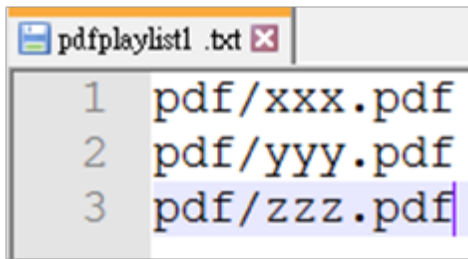 pdfplaylist1 .txt
1 pdf/xxx.pdf
2 pdf/yyy.pdf
3 pdf/zzz.pdf